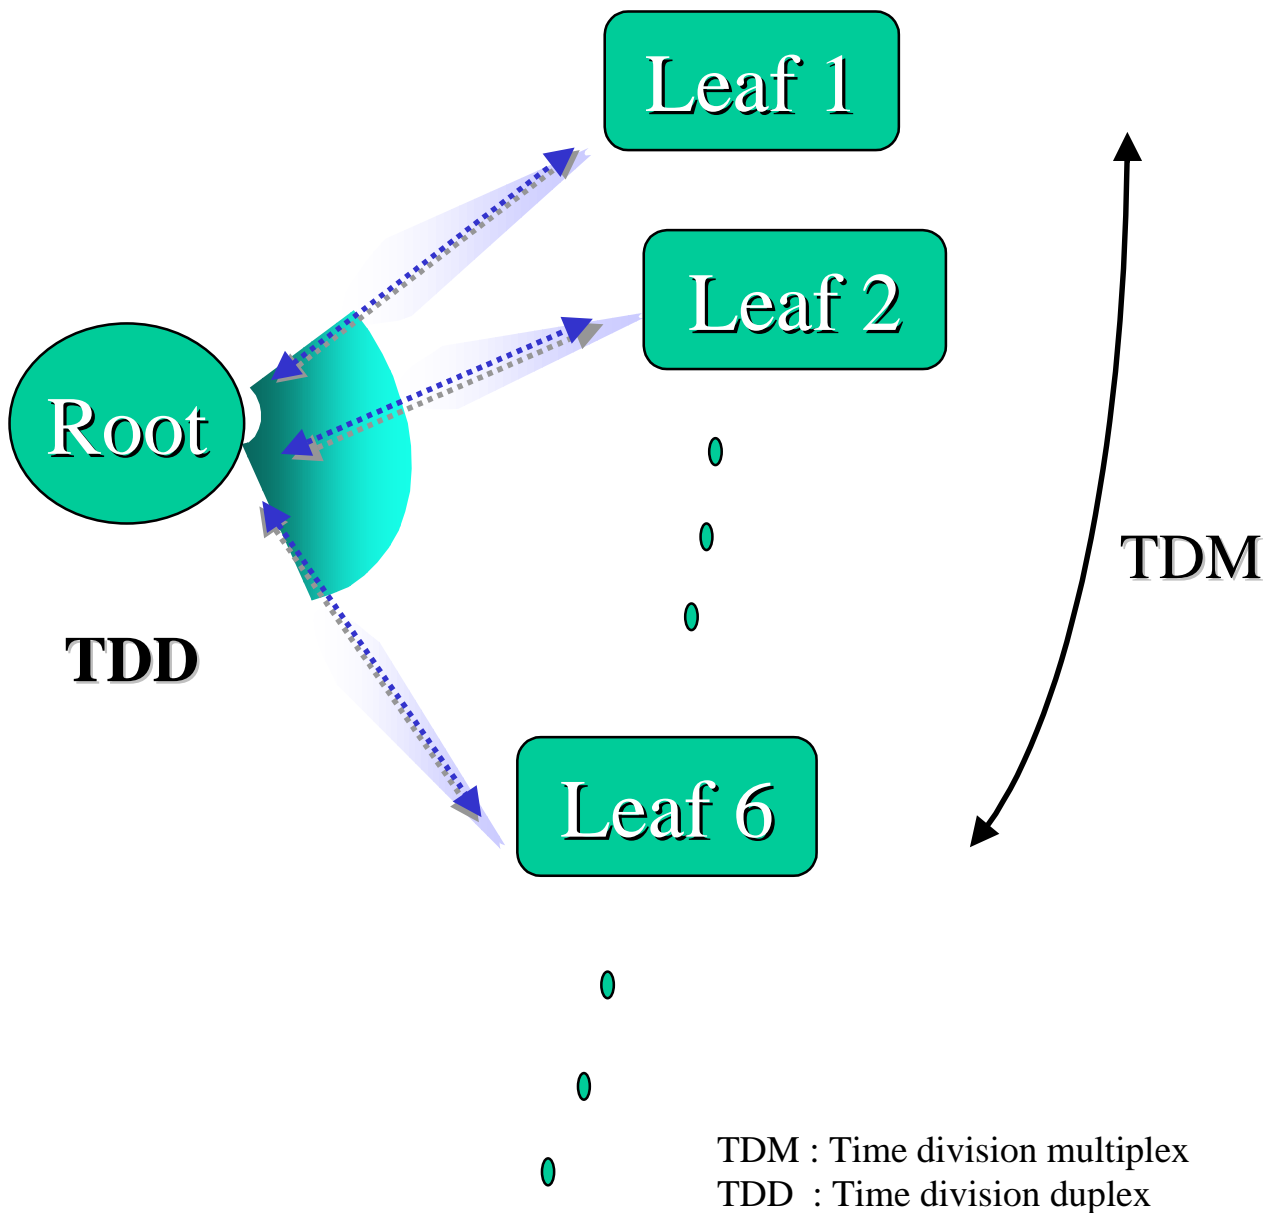 Leaf 1
Leaf 2
Root
TDM
TDD
Leaf 6
TDM : Time division multiplex
TDD : Time division duplex